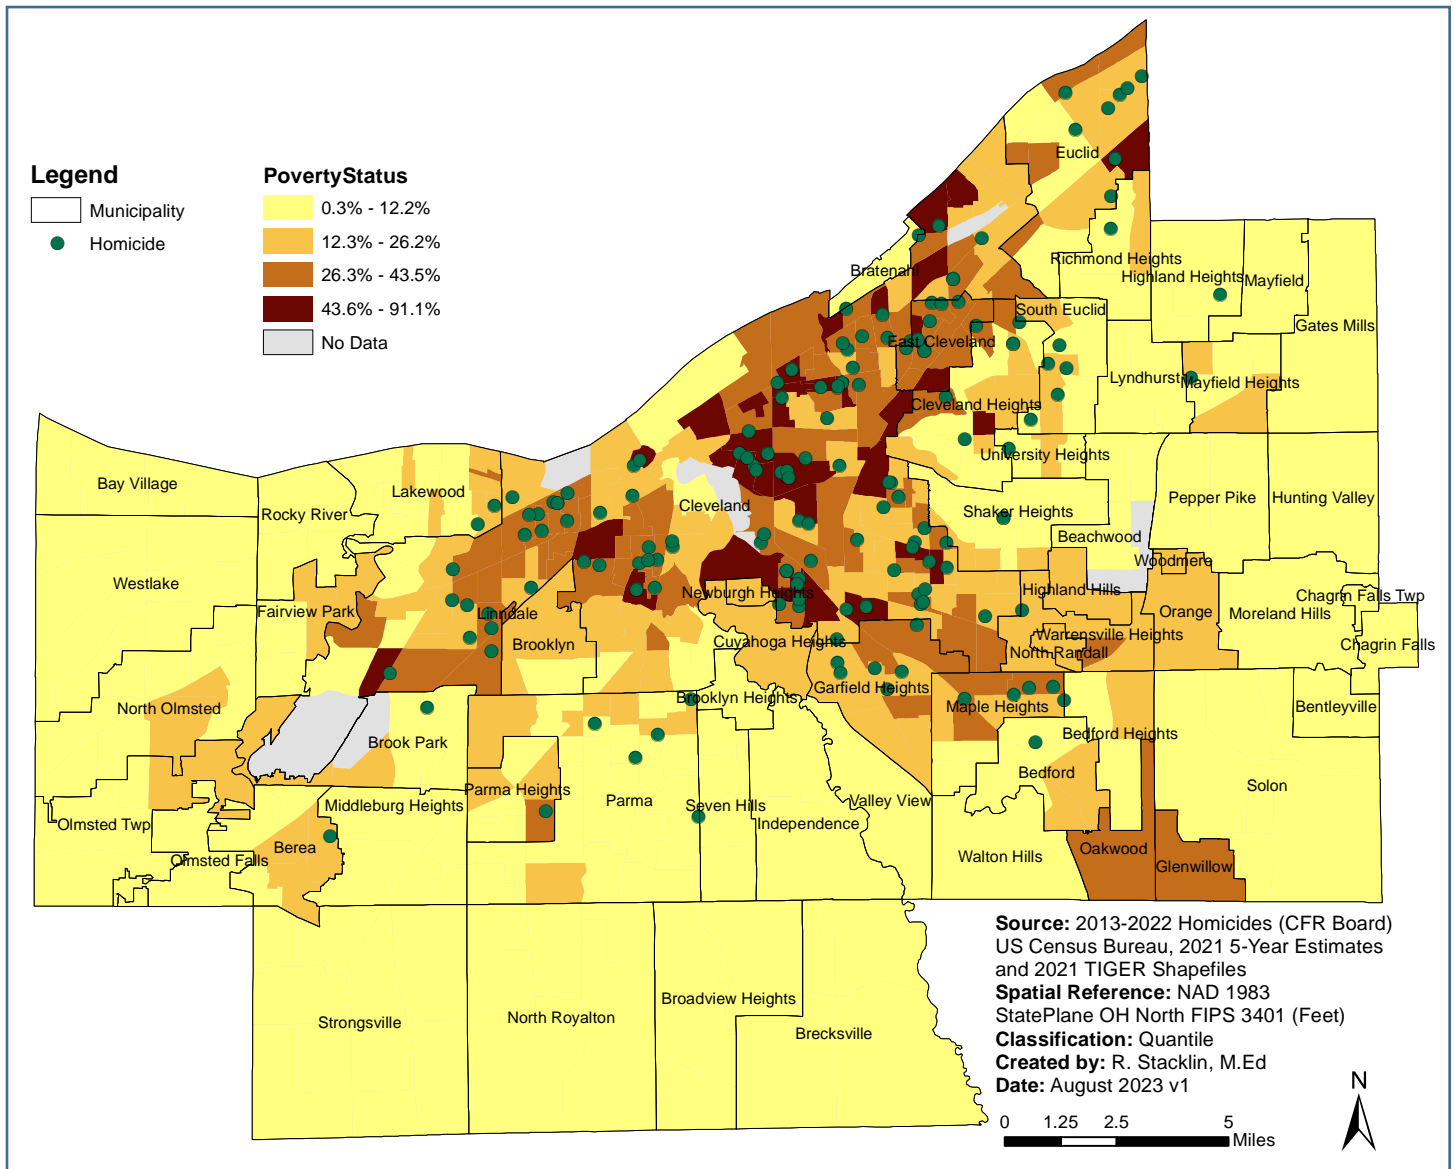 Legend
Municipality
Homicide
PovertyStatus
0.3% - 12.2%
12.3% - 26.2%
26.3% - 43.5%
43.6% - 91.1%
No Data
Euclid
Richmond Heights
Highland Heights
Mayfield
Bratenahl
South Euclid
Gates Mills
East Cleveland
Lyndhurst
Mayfield Heights
Cleveland Heights
University Heights
Bay Village
Lakewood
Rocky River
Cleveland
Pepper Pike
Hunting Valley
Shaker Heights
Beachwood
Woodmere
Westlake
Highland Hills
Newburgh Heights
Chagrin Falls Twp
Fairview Park
Linndale
Orange
Moreland Hills
Brooklyn
Cuyahoga Heights
Warrensville Heights
Chagrin Falls
North Randall
Garfield Heights
Brooklyn Heights
North Olmsted
Maple Heights
Bentleyville
Brook Park
Bedford Heights
Bedford
Solon
Parma Heights
Parma
Middleburg Heights
Seven Hills
Valley View
Olmsted Twp
Independence
Berea
Olmsted Falls
Walton Hills
Oakwood
Glenwillow
Strongsville
North Royalton
Broadview Heights
Brecksville
Source: 2013-2022 Homicides (CFR Board)
US Census Bureau, 2021 5-Year Estimates
and 2021 TIGER Shapefiles
Spatial Reference: NAD 1983
StatePlane OH North FIPS 3401 (Feet)
Classification: Quantile
Created by: R. Stacklin, M.Ed
Date: August 2023 v1
N
0 1.25 2.5 5
Miles